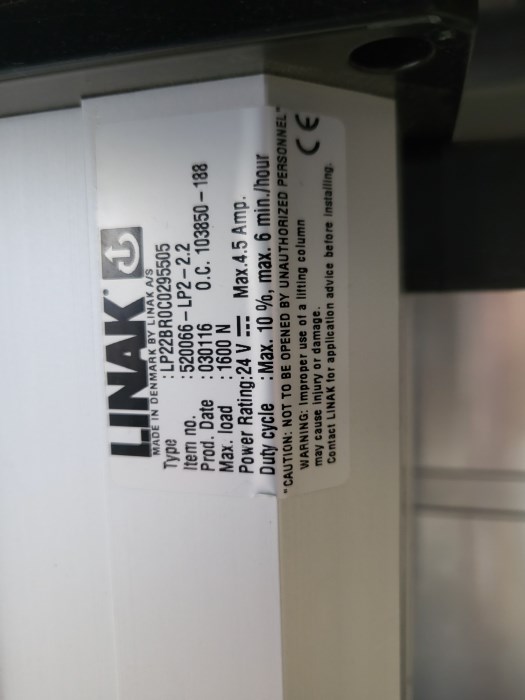 LINAK
MADE IN DENMARK BY LINAK A/S
Type : LP22BR0C0295505
Item no. : 520066-LP2-2.2
Prod. Date : 030116 O.C. 103850-188
Max. load : 1600 N
Power Rating: 24 V ⎓ Max.4.5 Amp.
Duty cycle : Max. 10 %, max. 6 min./hour
"CAUTION: NOT TO BE OPENED BY UNAUTHORIZED PERSONNEL"
WARNING: Improper use of a lifting column
may cause injury or damage.
Contact LINAK for application advice before installing.
CE